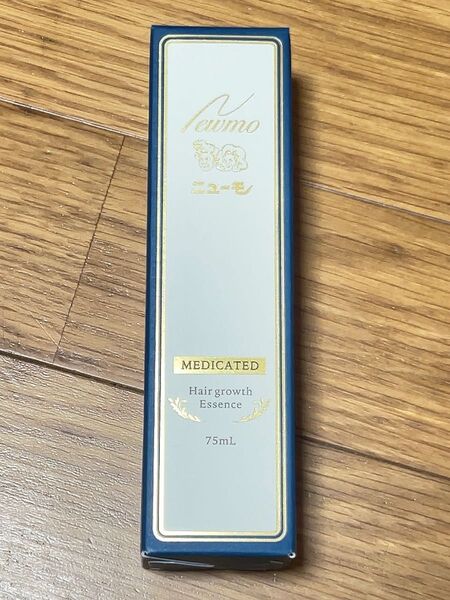 Newmo
ニューモ
MEDICATED
Hair growth
Essence
75mL